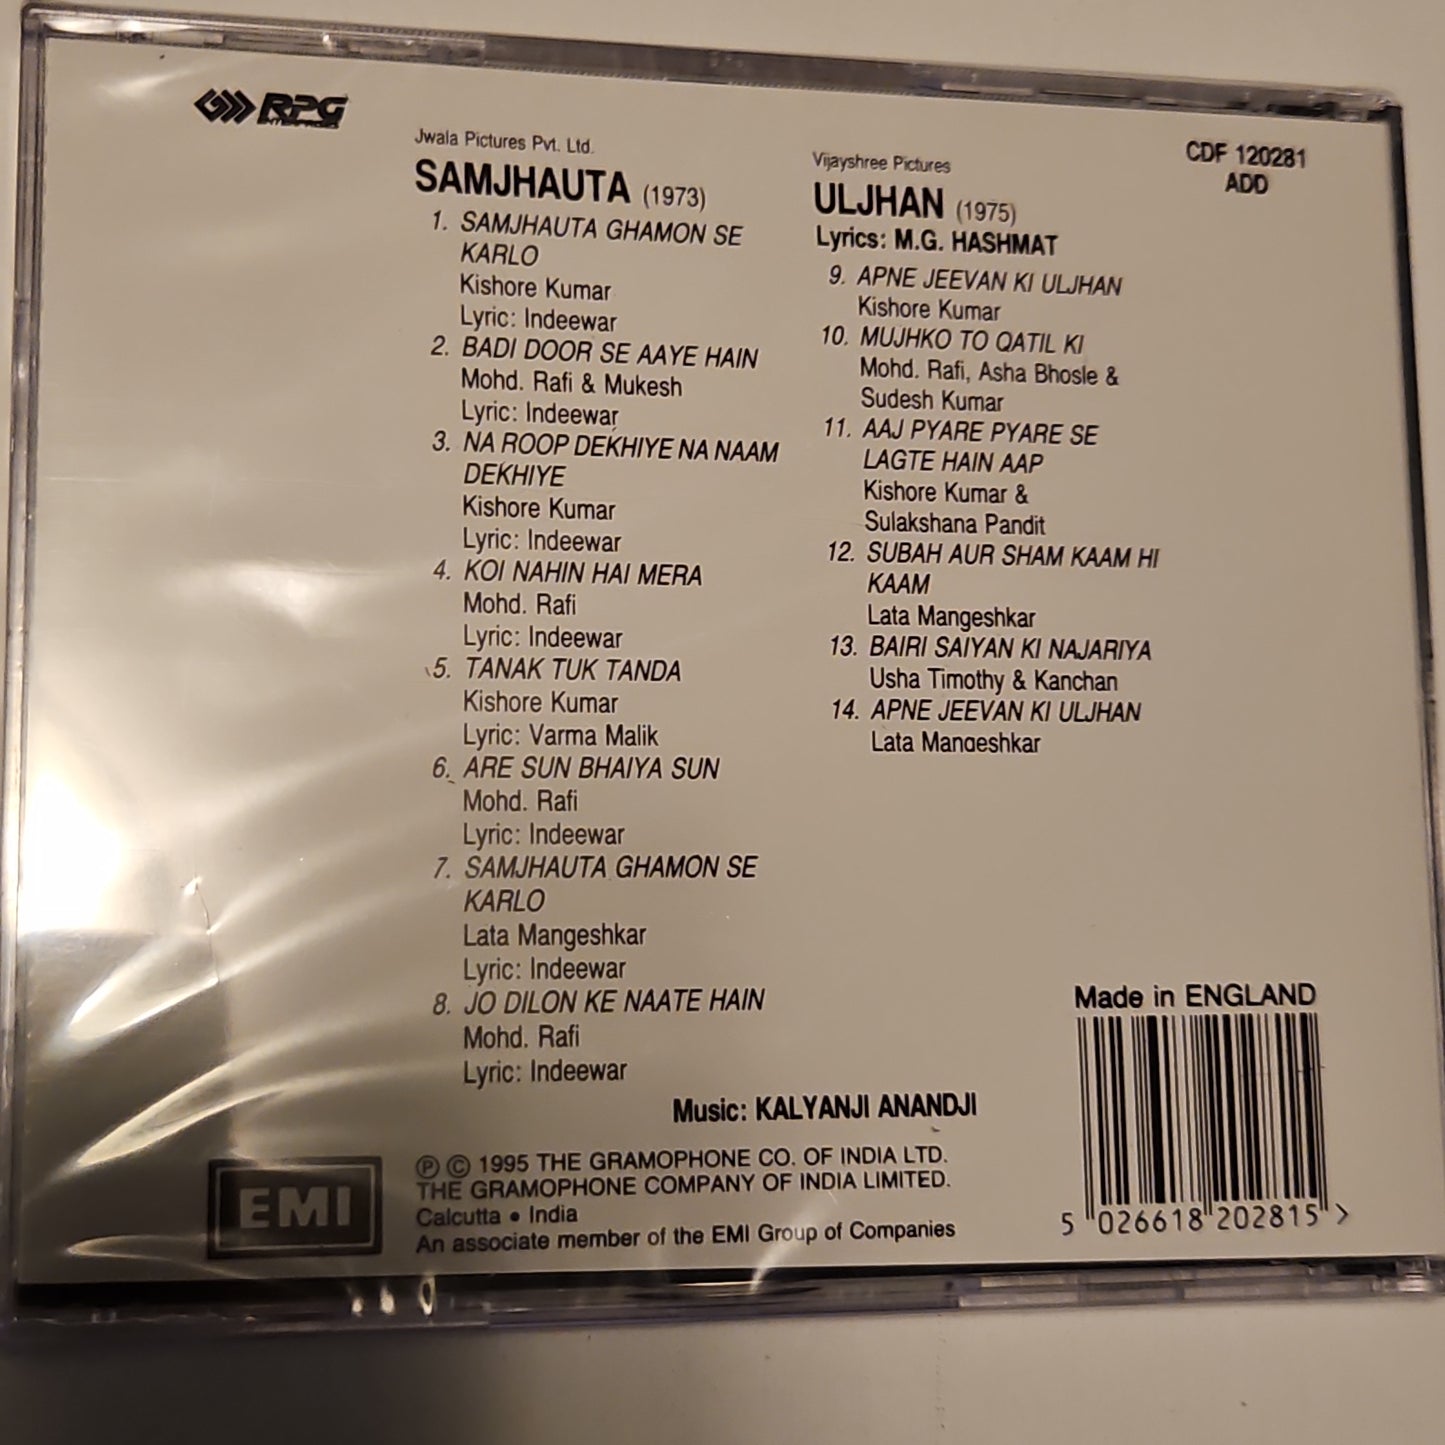 RPG
ENTERPRISES
Jwala Pictures Pvt. Ltd.
SAMJHAUTA (1973)
1. SAMJHAUTA GHAMON SE
KARLO
Kishore Kumar
Lyric: Indeewar
2. BADI DOOR SE AAYE HAIN
Mohd. Rafi & Mukesh
Lyric: Indeewar
3. NA ROOP DEKHIYE NA NAAM
DEKHIYE
Kishore Kumar
Lyric: Indeewar
4. KOI NAHIN HAI MERA
Mohd. Rafi
Lyric: Indeewar
5. TANAK TUK TANDA
Kishore Kumar
Lyric: Varma Malik
6. ARE SUN BHAIYA SUN
Mohd. Rafi
Lyric: Indeewar
7. SAMJHAUTA GHAMON SE
KARLO
Lata Mangeshkar
Lyric: Indeewar
8. JO DILON KE NAATE HAIN
Mohd. Rafi
Lyric: Indeewar
Vijayshree Pictures
ULJHAN (1975)
Lyrics: M.G. HASHMAT
9. APNE JEEVAN KI ULJHAN
Kishore Kumar
10. MUJHKO TO QATIL KI
Mohd. Rafi, Asha Bhosle &
Sudesh Kumar
11. AAJ PYARE PYARE SE
LAGTE HAIN AAP
Kishore Kumar &
Sulakshana Pandit
12. SUBAH AUR SHAM KAAM HI
KAAM
Lata Mangeshkar
13. BAIRI SAIYAN KI NAJARIYA
Usha Timothy & Kanchan
14. APNE JEEVAN KI ULJHAN
Lata Mangeshkar
CDF 120281
ADD
Music: KALYANJI ANANDJI
EMI
Ⓟ © 1995 THE GRAMOPHONE CO. OF INDIA LTD.
THE GRAMOPHONE COMPANY OF INDIA LIMITED.
Calcutta • India
An associate member of the EMI Group of Companies
Made in ENGLAND
5 026618 202815 >